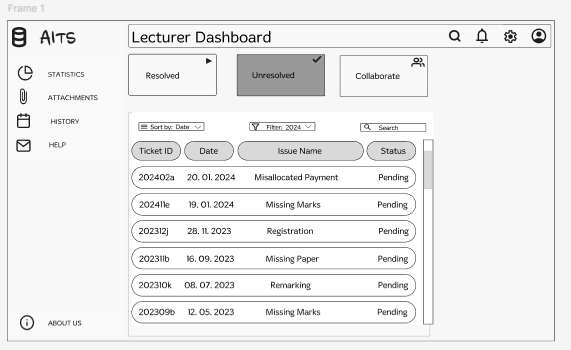 Frame 1
AITS
Lecturer Dashboard
Resolved
Unresolved
Collaborate
STATISTICS
ATTACHMENTS
HISTORY
HELP
Sort by: Date
Filter: 2024
Search
Ticket ID Date Issue Name Status
202402a 20. 01. 2024 Misallocated Payment Pending
202411e 19. 01. 2024 Missing Marks Pending
202312j 28. 11. 2023 Registration Pending
202311b 16. 09. 2023 Missing Paper Pending
202310k 08. 07. 2023 Remarking Pending
202309b 12. 05. 2023 Missing Marks Pending
ABOUT US